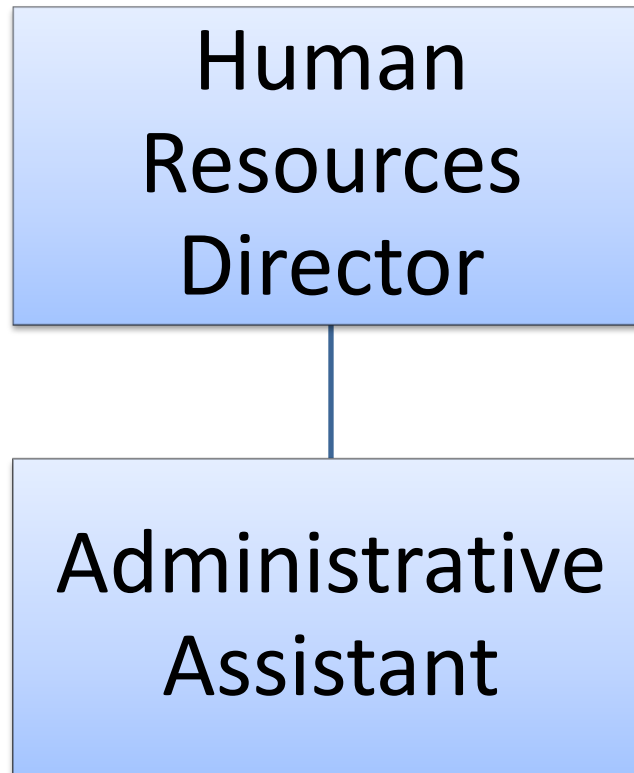 Human
Resources
Director
Administrative
Assistant